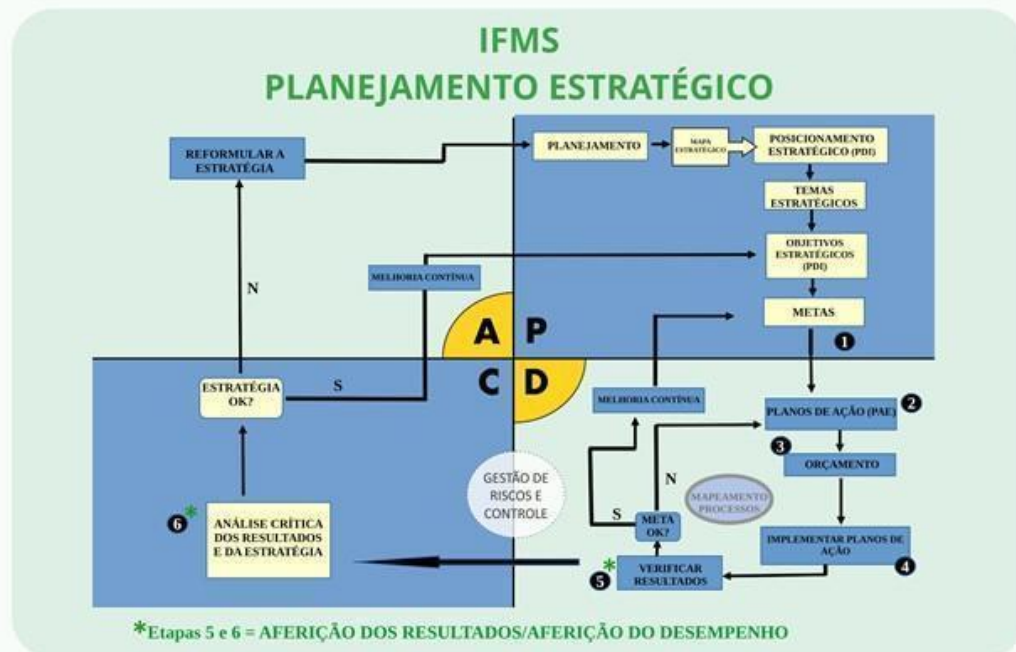 IFMS
PLANEJAMENTO ESTRATÉGICO
REFORMULAR A
ESTRATÉGIA
PLANEJAMENTO
MAPA
ESTRATÉGICO
POSICIONAMENTO
ESTRATÉGICO (PDI)
TEMAS
ESTRATÉGICOS
OBJETIVOS
ESTRATÉGICOS
(PDI)
METAS
1
MELHORIA CONTÍNUA
N
A
P
C
D
ESTRATÉGIA
OK?
S
MELHORIA CONTÍNUA
PLANOS DE AÇÃO (PAE)
2
3
ORÇAMENTO
GESTÃO DE
RISCOS E
CONTROLE
N
MAPEAMENTO
PROCESSOS
S
META
OK?
6
*
ANÁLISE CRÍTICA
DOS RESULTADOS
E DA ESTRATÉGIA
IMPLEMENTAR PLANOS DE
AÇÃO
4
5
*
VERIFICAR
RESULTADOS
*Etapas 5 e 6 = AFERIÇÃO DOS RESULTADOS/AFERIÇÃO DO DESEMPENHO